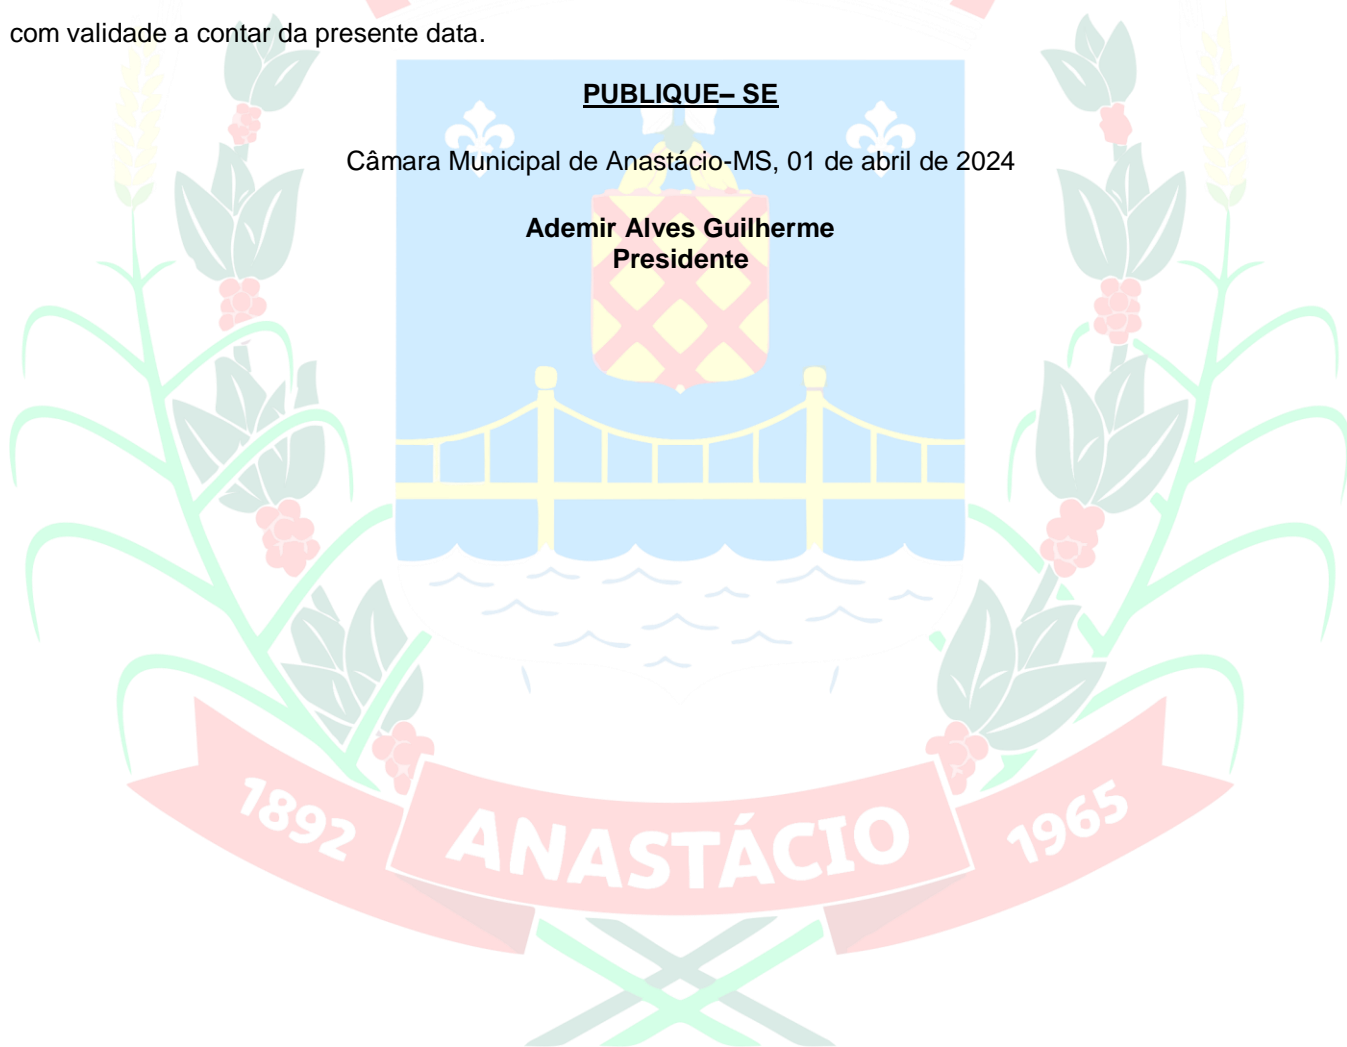 com validade a contar da presente data.
PUBLIQUE– SE
Câmara Municipal de Anastácio-MS, 01 de abril de 2024
Ademir Alves Guilherme
Presidente
1892
ANASTÁCIO
1965